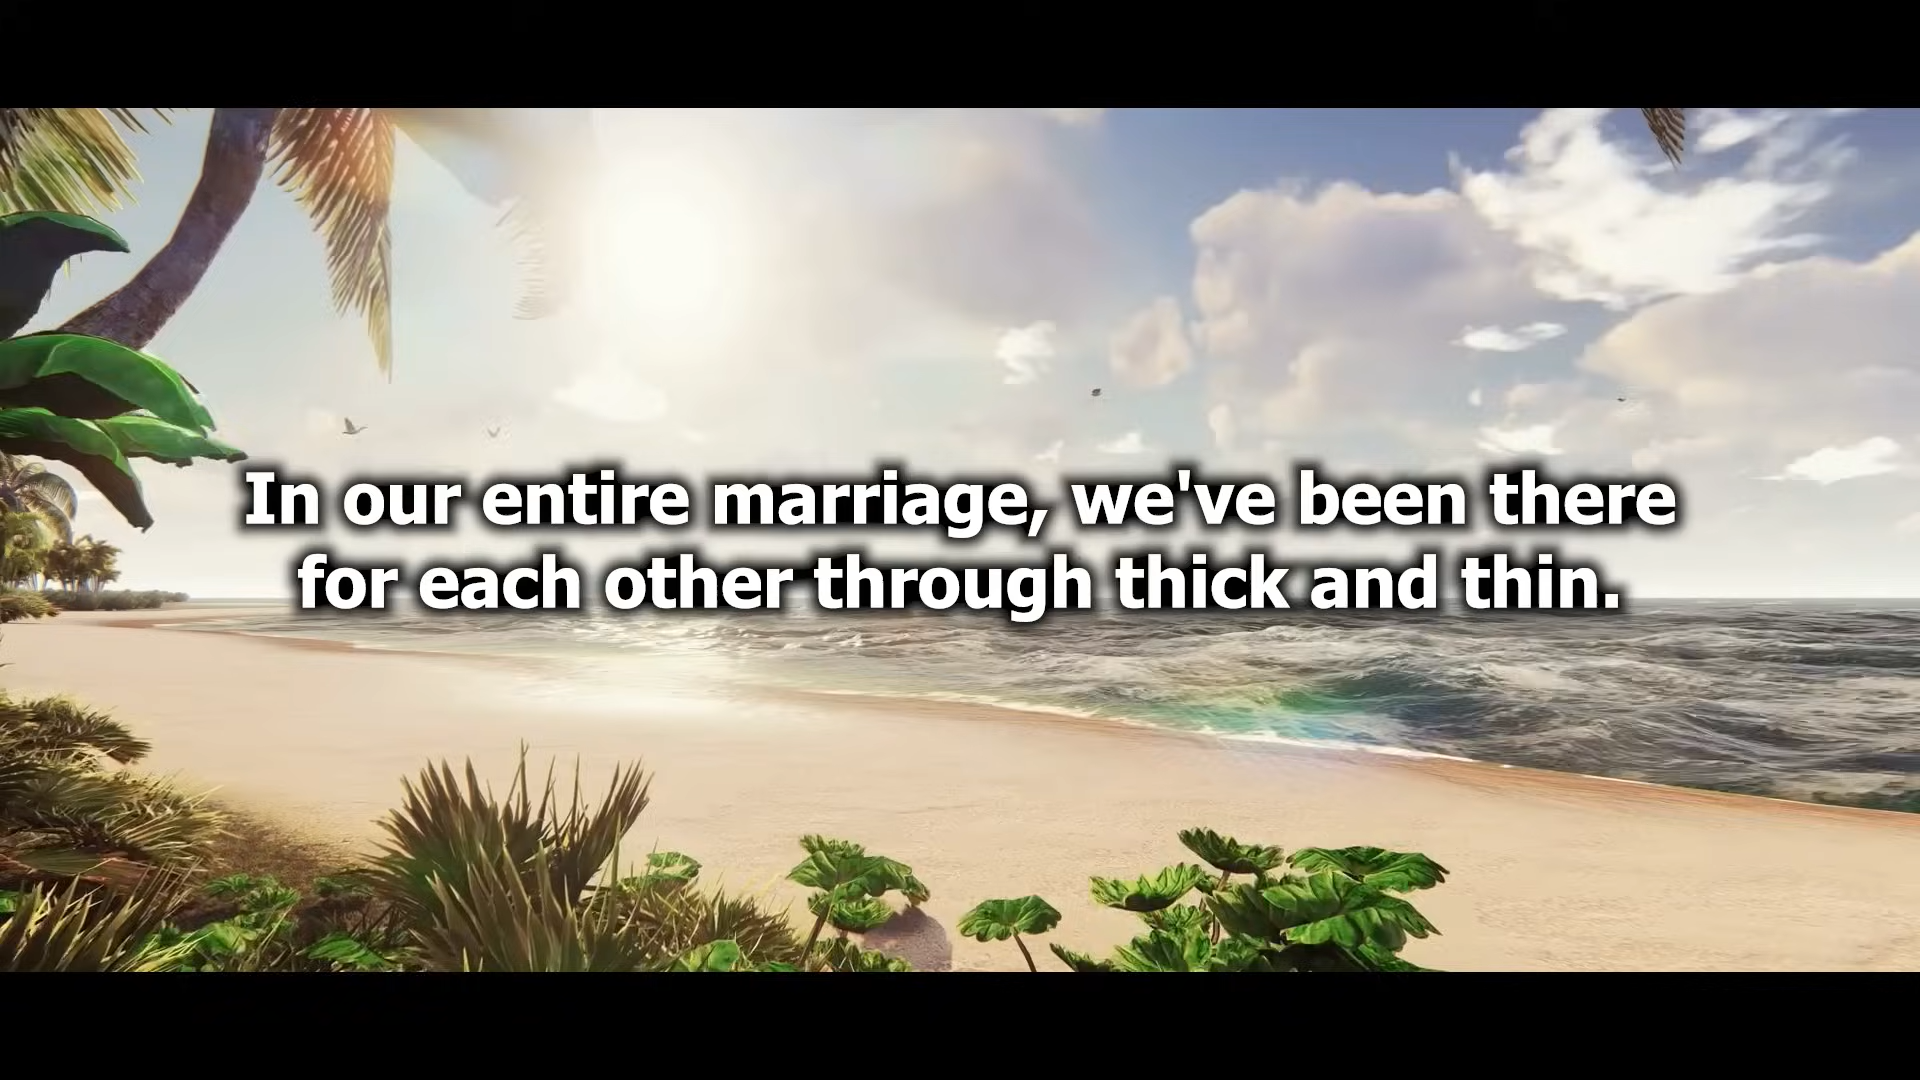 In our entire marriage, we've been there
for each other through thick and thin.